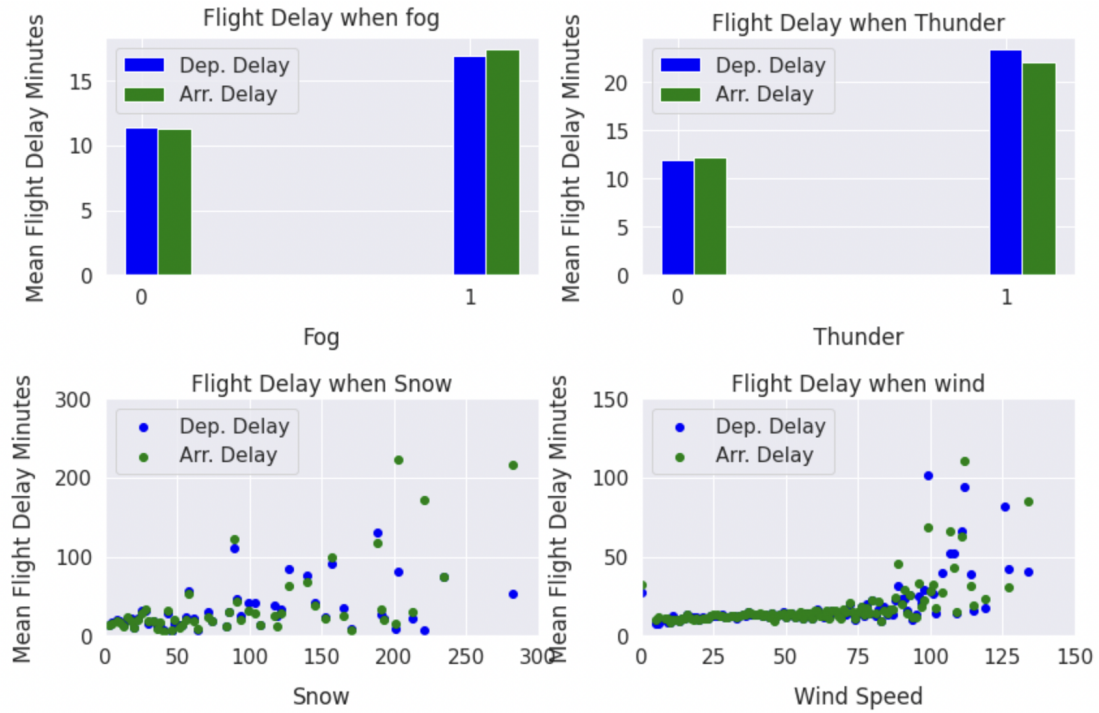 Flight Delay when fog
Mean Flight Delay Minutes
Dep. Delay
Arr. Delay
15
10
5
0
0 1
Fog
Flight Delay when Thunder
Mean Flight Delay Minutes
Dep. Delay
Arr. Delay
20
15
10
5
0
0 1
Thunder
Flight Delay when Snow
Mean Flight Delay Minutes
Dep. Delay
Arr. Delay
300
200
100
0
0 50 100 150 200 250 300
Snow
Flight Delay when wind
Mean Flight Delay Minutes
Dep. Delay
Arr. Delay
150
100
50
0
0 25 50 75 100 125 150
Wind Speed